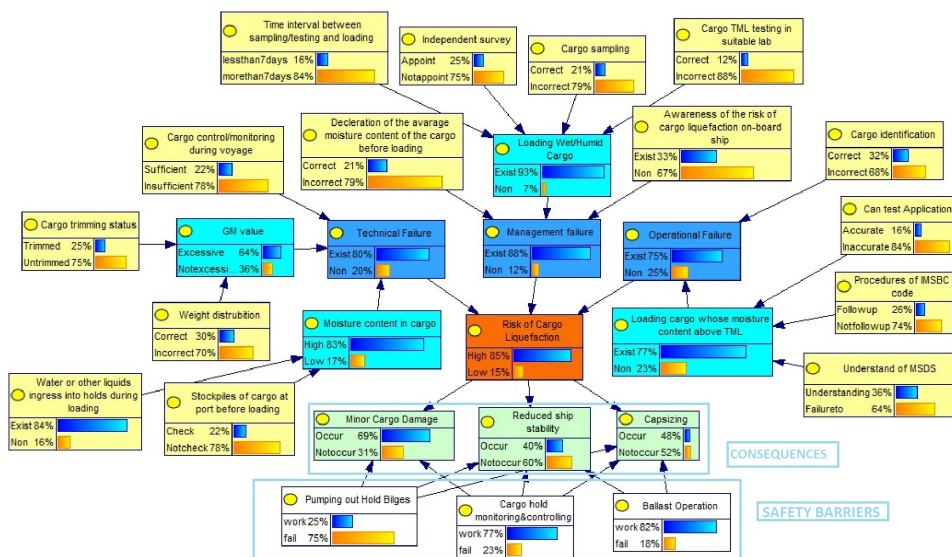 Time interval between
sampling/testing and loading
lessthan7days 16%
morethan7days 84%
Independent survey
Appoint 25%
Notappoint 75%
Cargo sampling
Correct 21%
Incorrect 79%
Cargo TML testing in
suitable lab
Correct 12%
Incorrect 88%
Cargo control/monitoring
during voyage
Sufficient 22%
Insufficient 78%
Decleration of the avarage
moisture content of the cargo
before loading
Correct 21%
Incorrect 79%
Loading Wet/Humid
Cargo
Exist 93%
Non 7%
Awareness of the risk of
cargo liquefaction on-board
ship
Exist 33%
Non 67%
Cargo identification
Correct 32%
Incorrect 68%
Cargo trimming status
Trimmed 25%
Untrimmed 75%
GM value
Excessive 64%
Notexcessi... 36%
Technical Failure
Exist 80%
Non 20%
Management failure
Exist 88%
Non 12%
Operational Failure
Exist 75%
Non 25%
Can test Application
Accurate 16%
Inaccurate 84%
Weight distrubition
Correct 30%
Incorrect 70%
Moisture content in cargo
High 83%
Low 17%
Risk of Cargo
Liquefaction
High 85%
Low 15%
Loading cargo whose moisture
content above TML
Exist 77%
Non 23%
Procedures of IMSBC
code
Followup 26%
Notfollowup 74%
Water or other liquids
ingress into holds during
loading
Exist 84%
Non 16%
Stockpiles of cargo at
port before loading
Check 22%
Notcheck 78%
Understand of MSDS
Understanding 36%
Failureto 64%
Minor Cargo Damage
Occur 69%
Notoccur 31%
Reduced ship
stability
Occur 40%
Notoccur 60%
Capsizing
Occur 48%
Notoccur 52%
CONSEQUENCES
Pumping out Hold Bilges
work 25%
fail 75%
Cargo hold
monitoring&controlling
work 77%
fail 23%
Ballast Operation
work 82%
fail 18%
SAFETY BARRIERS